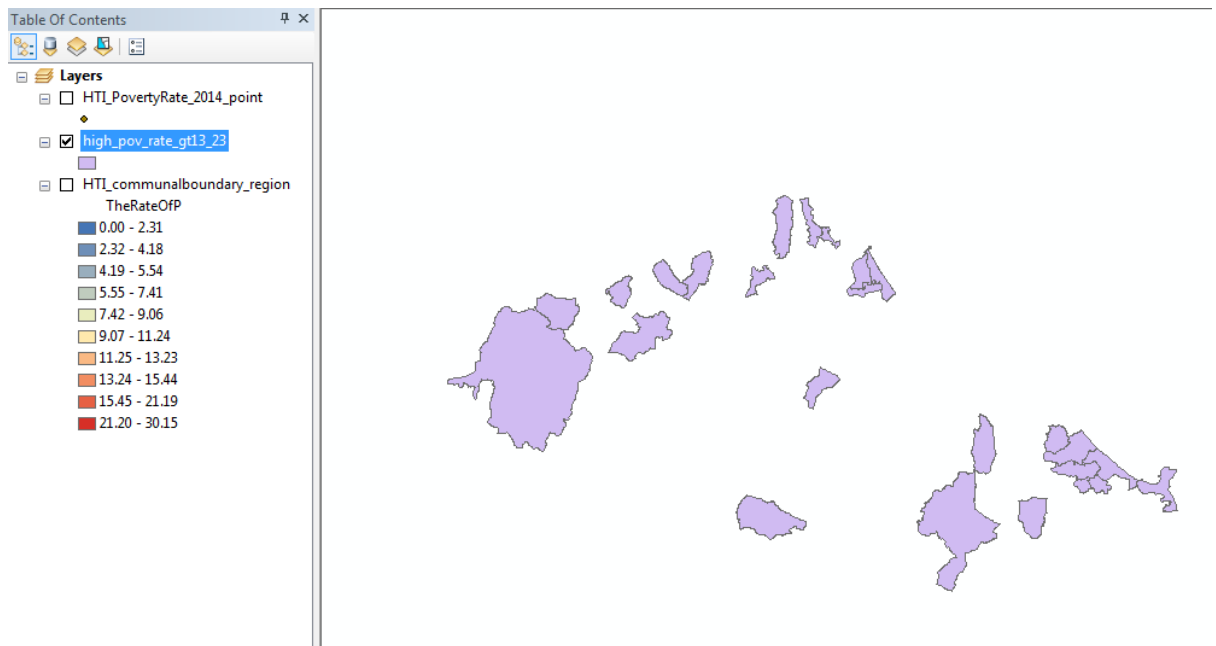 Table Of Contents
Layers
HTI_PovertyRate_2014_point
high_pov_rate_gt13_23
HTI_communalboundary_region
TheRateOfP
0.00 - 2.31
2.32 - 4.18
4.19 - 5.54
5.55 - 7.41
7.42 - 9.06
9.07 - 11.24
11.25 - 13.23
13.24 - 15.44
15.45 - 21.19
21.20 - 30.15